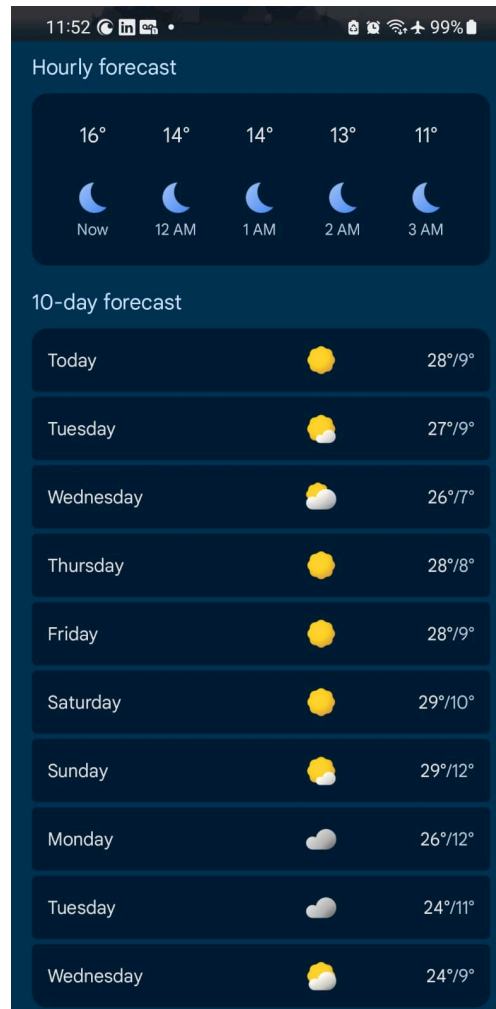 11:52 in 99%
Hourly forecast
16° 14° 14° 13° 11°
Now 12 AM 1 AM 2 AM 3 AM
10-day forecast
Today 28°/9°
Tuesday 27°/9°
Wednesday 26°/7°
Thursday 28°/8°
Friday 28°/9°
Saturday 29°/10°
Sunday 29°/12°
Monday 26°/12°
Tuesday 24°/11°
Wednesday 24°/9°